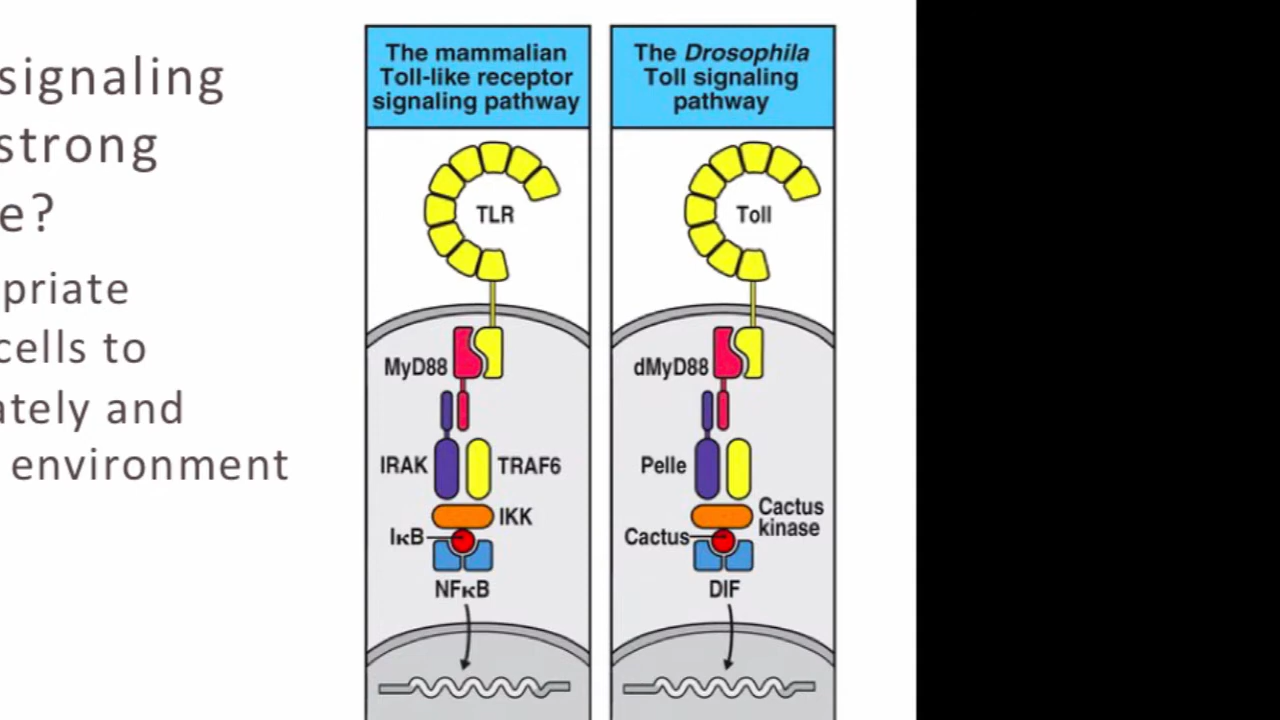 signaling
strong
e?
priate
cells to
ately and
environment
The mammalian
Toll-like receptor
signaling pathway
TLR
MyD88
IRAK
TRAF6
IKK
IκB
NFκB
The Drosophila
Toll signaling
pathway
Toll
dMyD88
Pelle
Cactus
kinase
Cactus
DIF